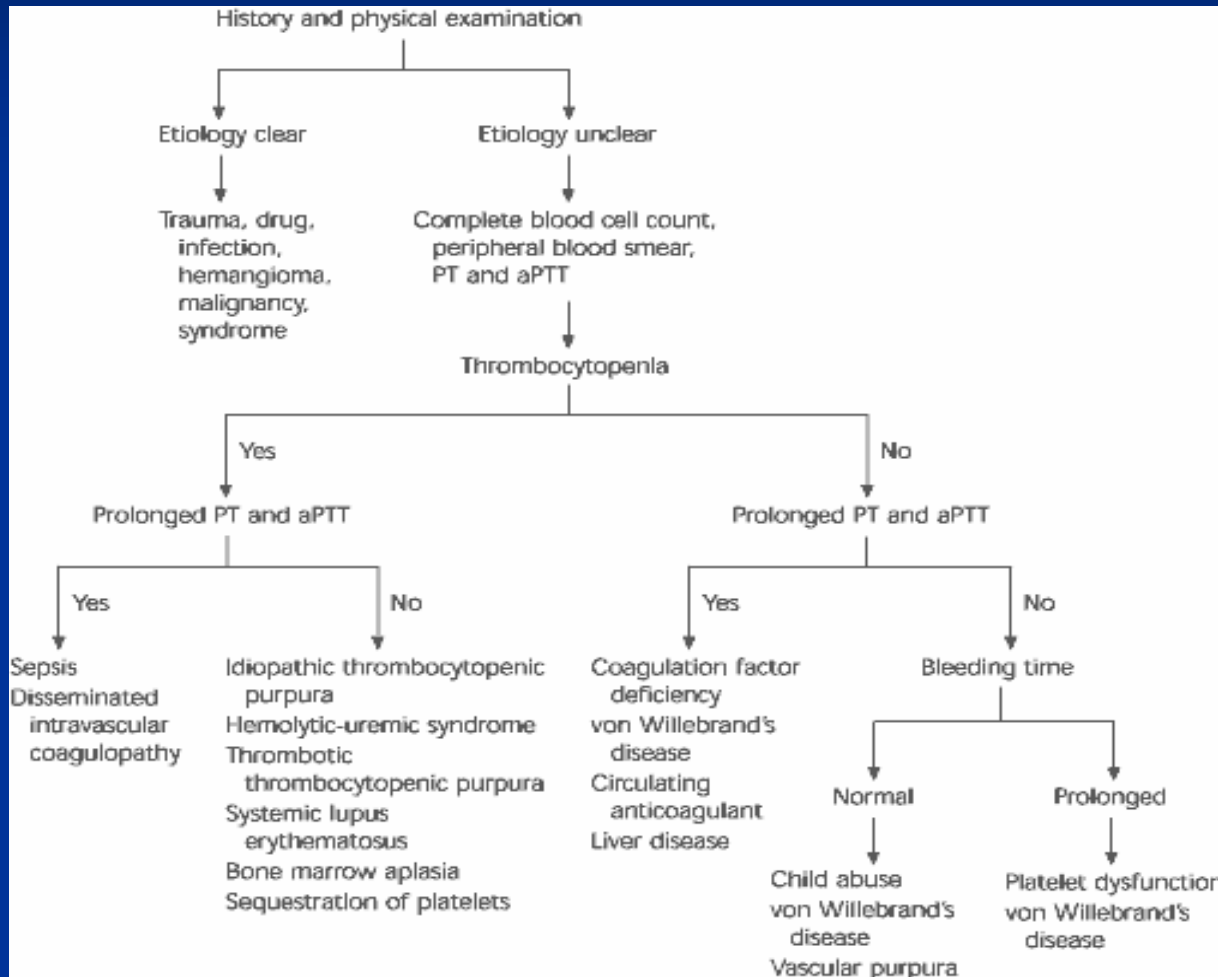 History and physical examination
Etiology clear
Etiology unclear
Trauma, drug,
infection,
hemangioma,
malignancy,
syndrome
Complete blood cell count,
peripheral blood smear,
PT and aPTT
Thrombocytopenia
Yes
No
Prolonged PT and aPTT
Prolonged PT and aPTT
Yes
No
Yes
No
Sepsis
Disseminated
intravascular
coagulopathy
Idiopathic thrombocytopenic
purpura
Hemolytic-uremic syndrome
Thrombotic
thrombocytopenic purpura
Systemic lupus
erythematosus
Bone marrow aplasia
Sequestration of platelets
Coagulation factor
deficiency
von Willebrand's
disease
Circulating
anticoagulant
Liver disease
Bleeding time
Normal
Prolonged
Child abuse
von Willebrand's
disease
Vascular purpura
Platelet dysfunction
von Willebrand's
disease